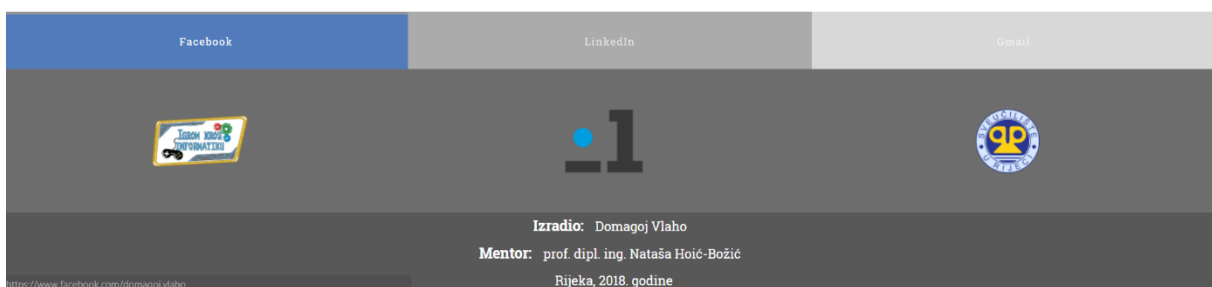 Facebook
LinkedIn
Gmail
IGROM KROZ
INFORMATIKU
SVEUČILIŠTE
U RIJECI
Izradio: Domagoj Vlaho
Mentor: prof. dipl. ing. Nataša Hoić-Božić
Rijeka, 2018. godine
https://www.facebook.com/domagoj.vlaho